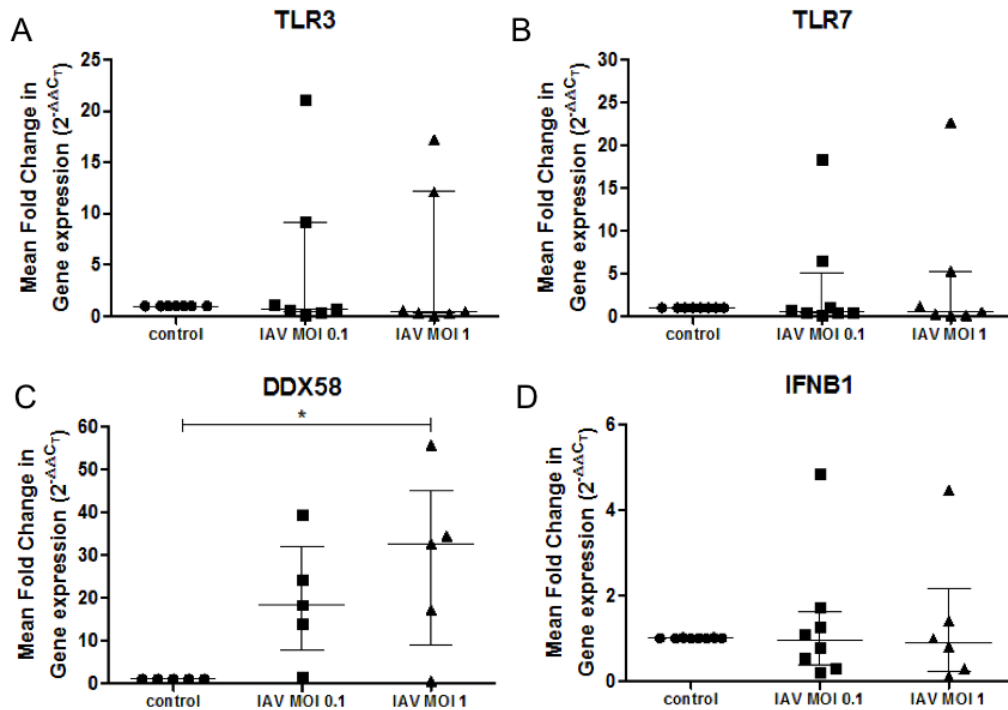 A
TLR3
Mean Fold Change in
Gene expression (2^-ΔΔC_T)
25
20
15
10
5
0
control
IAV MOI 0.1
IAV MOI 1
B
TLR7
Mean Fold Change in
Gene expression (2^-ΔΔC_T)
30
25
20
15
10
5
0
control
IAV MOI 0.1
IAV MOI 1
C
DDX58
*
Mean Fold Change in
Gene expression (2^-ΔΔC_T)
60
50
40
30
20
10
0
control
IAV MOI 0.1
IAV MOI 1
D
IFNB1
Mean Fold Change in
Gene expression (2^-ΔΔC_T)
6
4
2
0
control
IAV MOI 0.1
IAV MOI 1